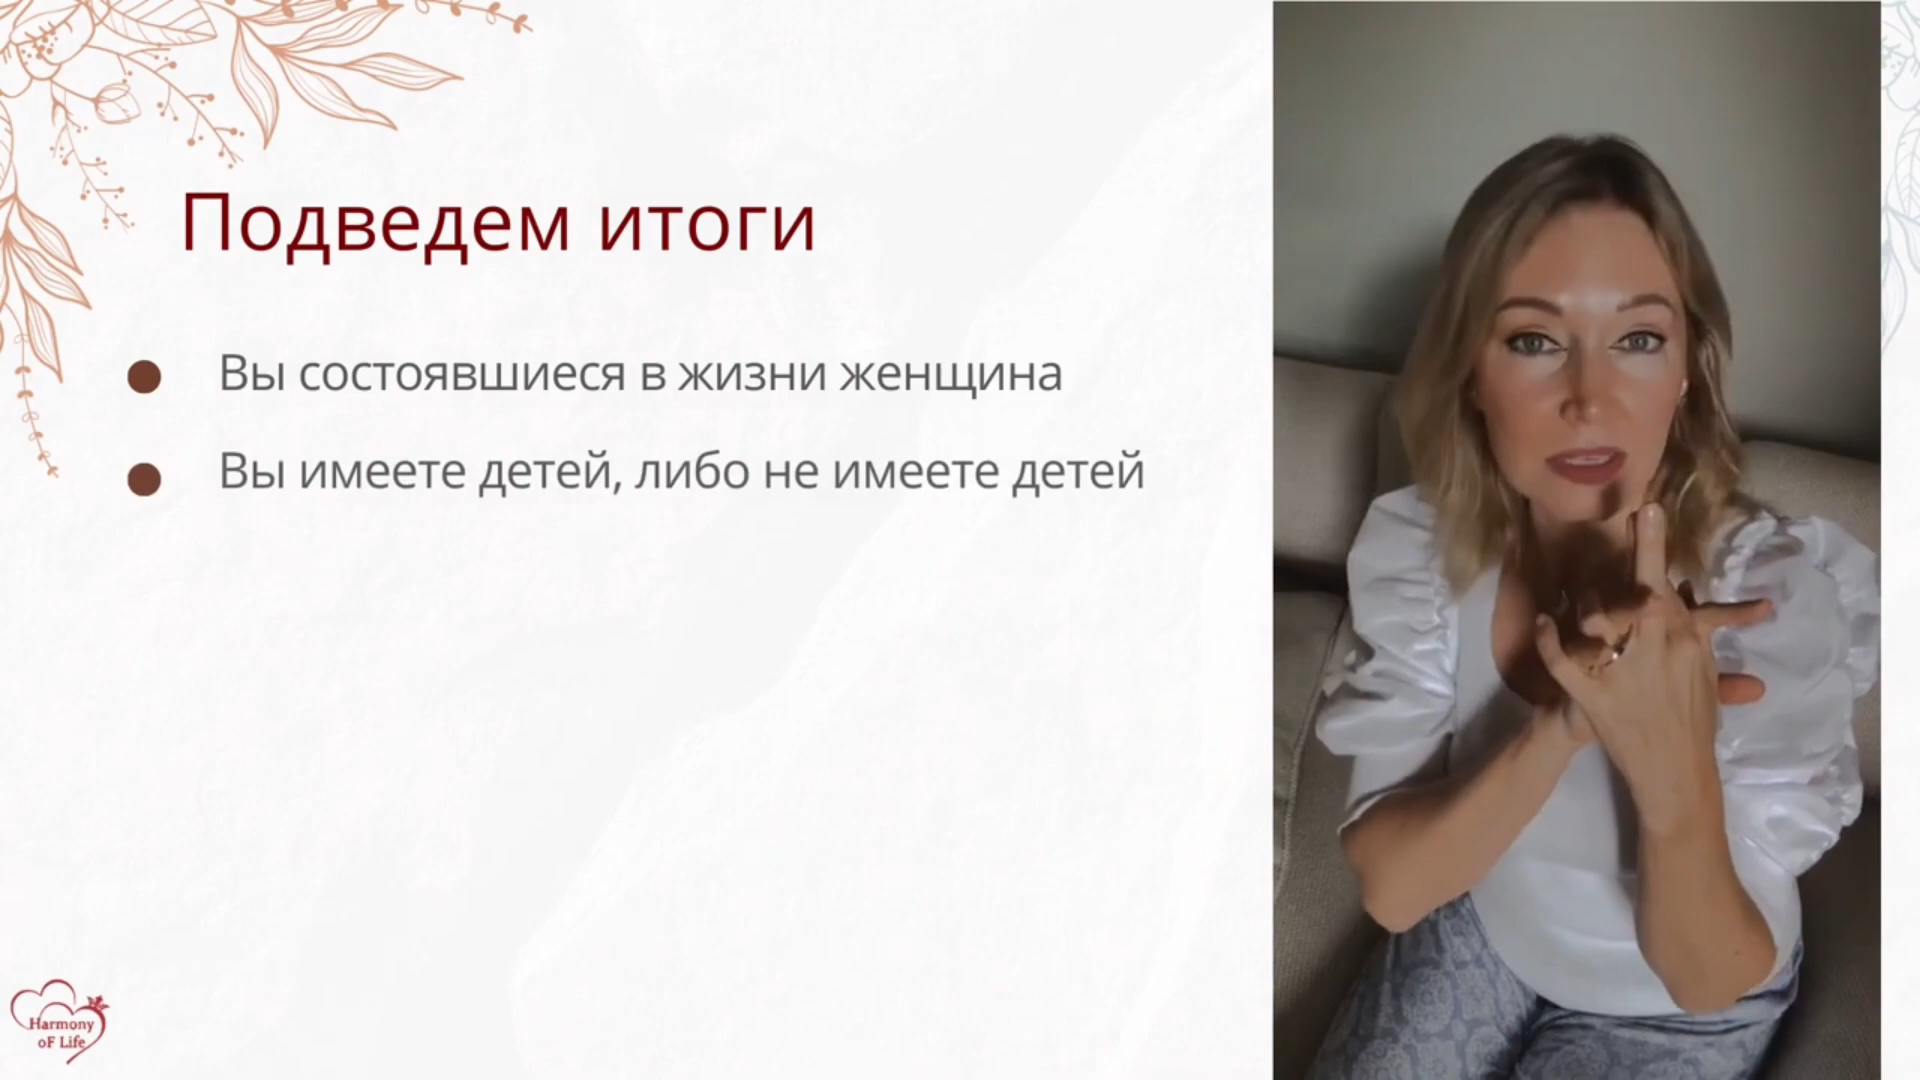 Подведем итоги
Вы состоявшиеся в жизни женщина
Вы имеете детей, либо не имеете детей
Harmony
oF Life